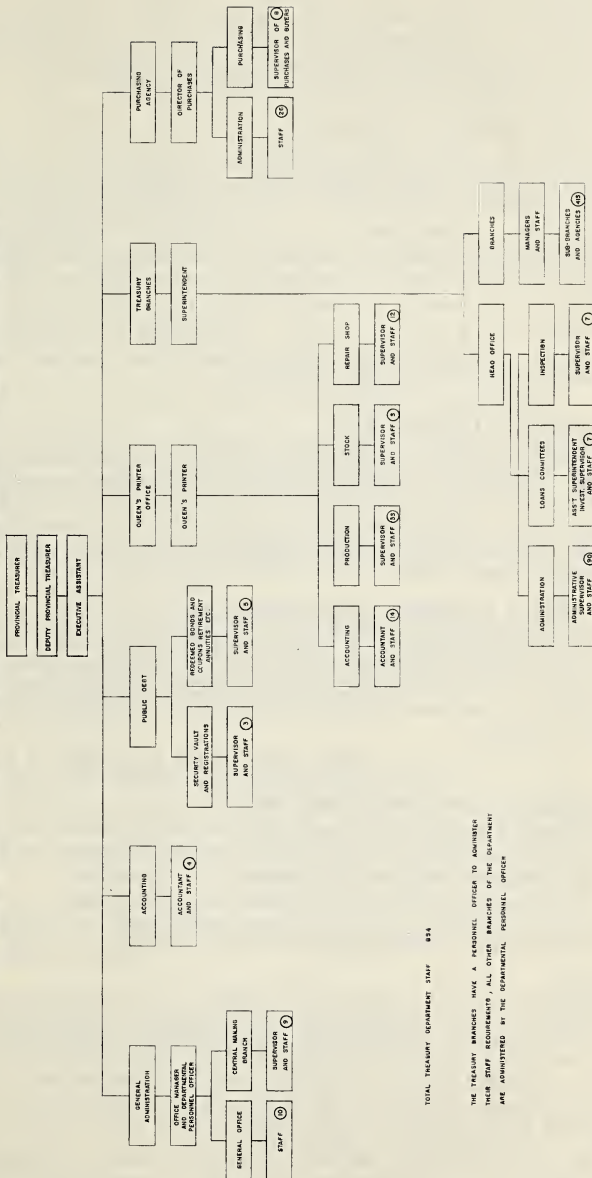 PROVINCIAL TREASURER
DEPUTY PROVINCIAL TREASURER
EXECUTIVE ASSISTANT
GENERAL
ADMINISTRATION
OFFICE MANAGER
AND DEPARTMENTAL
PERSONNEL OFFICER
GENERAL OFFICE
STAFF 10
CENTRAL MAILING
BRANCH
SUPERVISOR
AND STAFF 9
ACCOUNTING
ACCOUNTANT
AND STAFF 4
PUBLIC DEBT
SECURITY VAULT
AND REGISTRATIONS
SUPERVISOR
AND STAFF 3
REDEEMED BONDS AND
COUPONS RETIREMENT
ANNUITIES ETC.
SUPERVISOR
AND STAFF 5
QUEEN'S PRINTER
OFFICE
QUEEN'S PRINTER
ACCOUNTING
ACCOUNTANT
AND STAFF 14
PRODUCTION
SUPERVISOR
AND STAFF 33
STOCK
SUPERVISOR
AND STAFF
REPAIR SHOP
SUPERVISOR
AND STAFF 12
TREASURY
BRANCHES
SUPERINTENDENT
HEAD OFFICE
ADMINISTRATION
ADMINISTRATIVE
SUPERVISOR
AND STAFF 90
LOANS COMMITTEES
ASS'T SUPERINTENDENT
INVEST. SUPERVISOR
AND STAFF 7
INSPECTION
SUPERVISOR
AND STAFF 7
BRANCHES
MANAGERS
AND STAFF
SUB-BRANCHES
AND AGENCIES 415
PURCHASING
AGENCY
DIRECTOR OF
PURCHASES
ADMINISTRATION
STAFF 26
PURCHASING
SUPERVISOR OF 8
PURCHASES AND BUYERS
TOTAL TREASURY DEPARTMENT STAFF
THE TREASURY BRANCHES HAVE A PERSONNEL OFFICER TO ADMINISTER
THEIR STAFF REQUIREMENTS, ALL OTHER BRANCHES OF THE DEPARTMENT
ARE ADMINISTERED BY THE DEPARTMENTAL PERSONNEL OFFICER